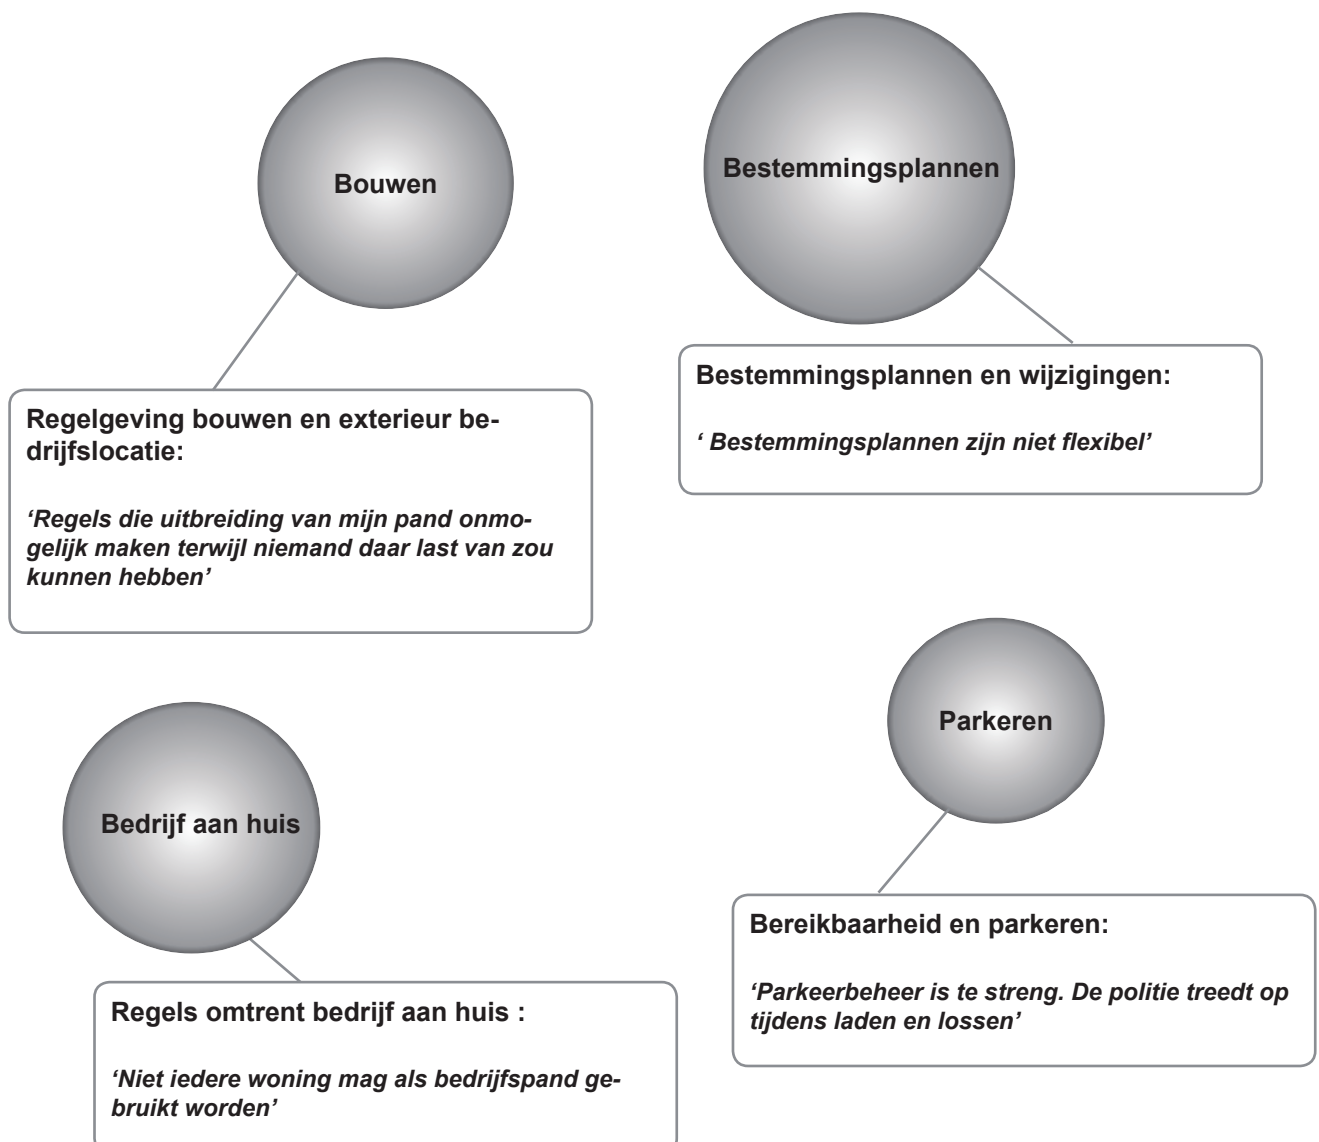 Bouwen
Bestemmingsplannen
Regelgeving bouwen en exterieur be-
drijfslocatie:
‘Regels die uitbreiding van mijn pand onmo-
gelijk maken terwijl niemand daar last van zou
kunnen hebben’
Bestemmingsplannen en wijzigingen:
‘ Bestemmingsplannen zijn niet flexibel’
Bedrijf aan huis
Regels omtrent bedrijf aan huis :
‘Niet iedere woning mag als bedrijfspand ge-
bruikt worden’
Parkeren
Bereikbaarheid en parkeren:
‘Parkeerbeheer is te streng. De politie treedt op
tijdens laden en lossen’